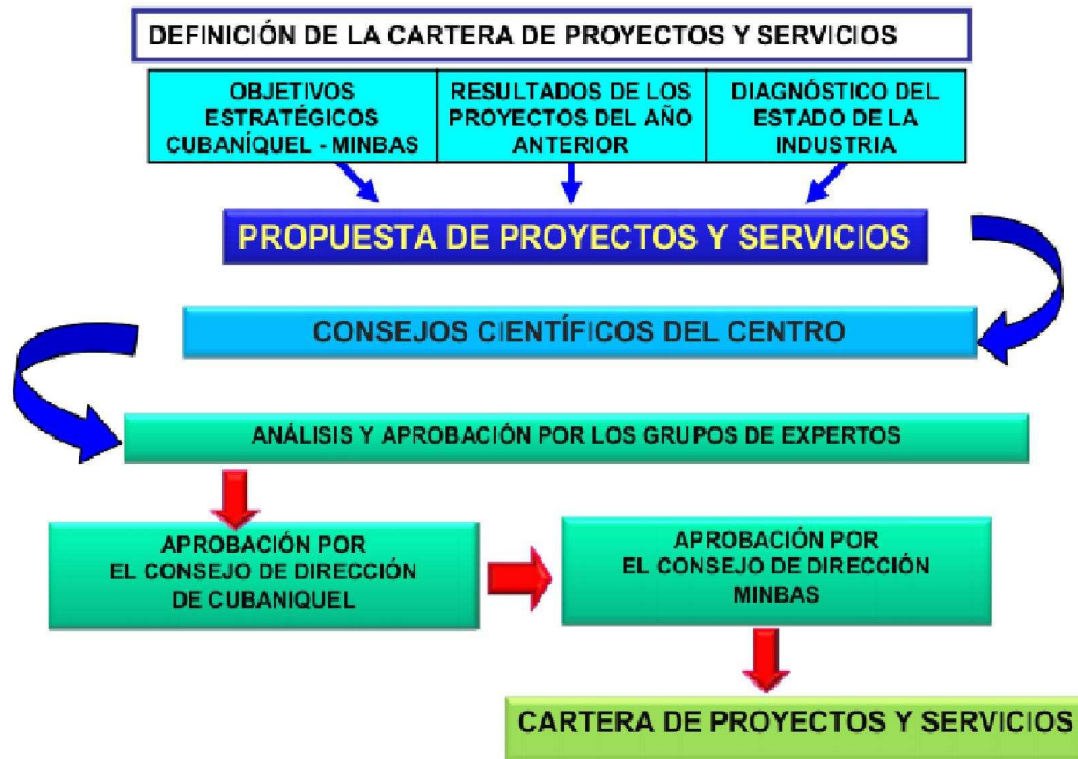 DEFINICIÓN DE LA CARTERA DE PROYECTOS Y SERVICIOS
OBJETIVOS
ESTRATÉGICOS
CUBANÍQUEL - MINBAS
RESULTADOS DE LOS
PROYECTOS DEL AÑO
ANTERIOR
DIAGNÓSTICO DEL
ESTADO DE LA
INDUSTRIA
PROPUESTA DE PROYECTOS Y SERVICIOS
CONSEJOS CIENTÍFICOS DEL CENTRO
ANÁLISIS Y APROBACIÓN POR LOS GRUPOS DE EXPERTOS
APROBACIÓN POR
EL CONSEJO DE DIRECCIÓN
DE CUBANIQUEL
APROBACIÓN POR
EL CONSEJO DE DIRECCIÓN
MINBAS
CARTERA DE PROYECTOS Y SERVICIOS